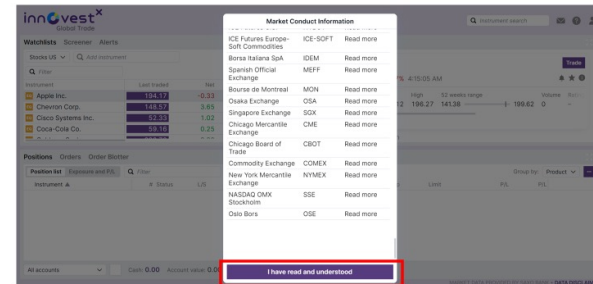 innovest
Global Trade
Market Conduct Information
Instrument search
Watchlists Screener Alerts
Stocks US Add instrument
Filter
Instrument Last traded Net
Apple Inc. 194.17 -0.33
Chevron Corp. 148.57 3.65
Cisco Systems Inc. 52.33 1.02
Coca-Cola Co. 59.16 0.25
Trade
4:15:05 AM
High 52 weeks range Volume
196.27 141.38 199.62 0 -
ICE Futures Europe- ICE-SOFT Read more
Soft Commodities
Borsa Italiana SpA IDEM Read more
Spanish Official MEFF Read more
Exchange
Bourse de Montreal MON Read more
Osaka Exchange OSA Read more
Singapore Exchange SGX Read more
Chicago Mercantile CME Read more
Exchange
Chicago Board of CBOT Read more
Trade
Commodity Exchange COMEX Read more
New York Mercantile NYMEX Read more
Exchange
NASDAQ OMX SSE Read more
Stockholm
Oslo Bors OSE Read more
Positions Orders Order Blotter
Position list Exposure and P/L Filter
Group by: Product
Instrument # Status L/S
Limit P/L
All accounts Cash 0.00 Account value 0.00
I have read and understood